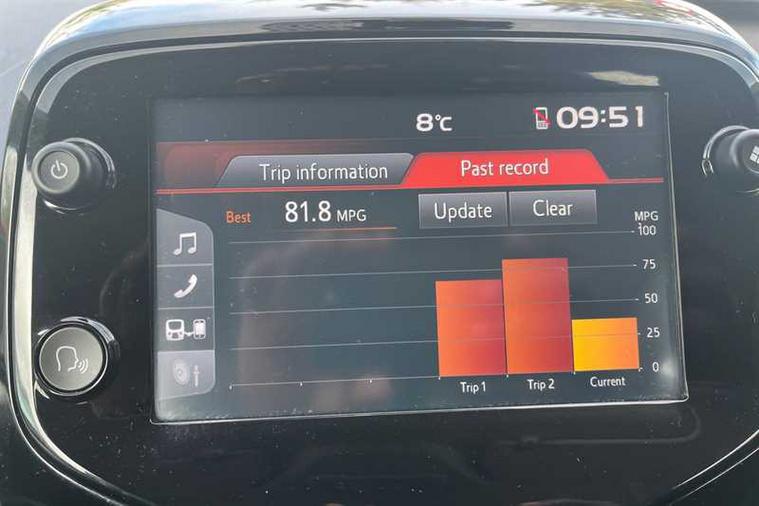 8°C 09:51
Trip information Past record
Best 81.8 MPG Update Clear MPG
100
75
50
25
0
Trip 1 Trip 2 Current